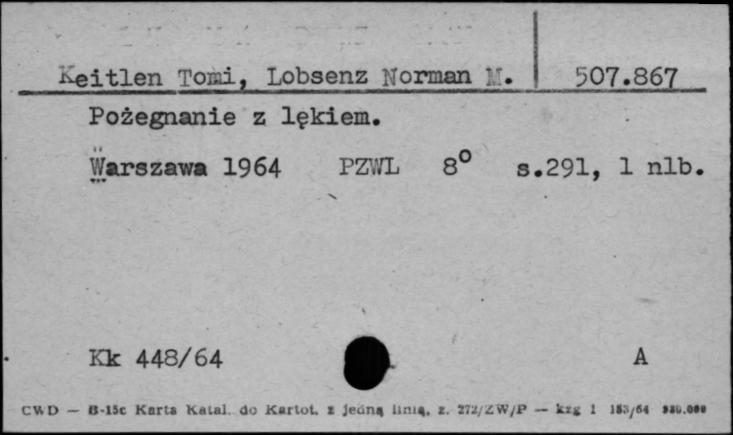 Keitlen Tomi, Lobsenz Norman M. 507.867
Pożegnanie z lękiem.
Warszawa 1964 PZWL 8° s.291, 1 nlb.
Kk 448/64 A
CWD — B-15c Karta Katal. do Kartot. z jedną linią, z. 272/ZW/P — kzg 1 153/64